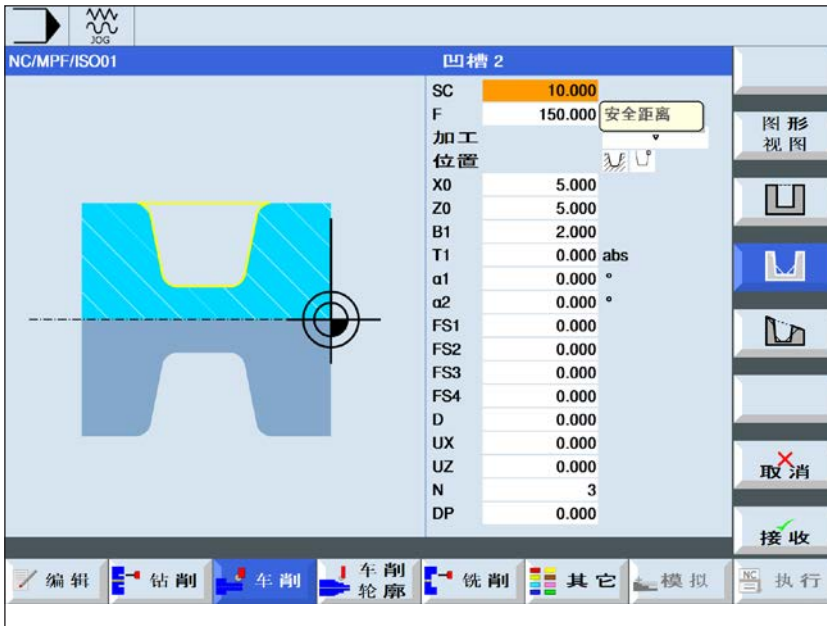 JOG
NC/MPF/ISO01
凹槽 2
SC 10.000
F 150.000
安全距离
加工
位置
X0 5.000
Z0 5.000
B1 2.000
T1 0.000 abs
α1 0.000 °
α2 0.000 °
FS1 0.000
FS2 0.000
FS3 0.000
FS4 0.000
D 0.000
UX 0.000
UZ 0.000
N 3
DP 0.000
图形
视图
取消
接收
编辑
钻削
车削
车削
轮廓
铣削
其它
模拟
NC
执行